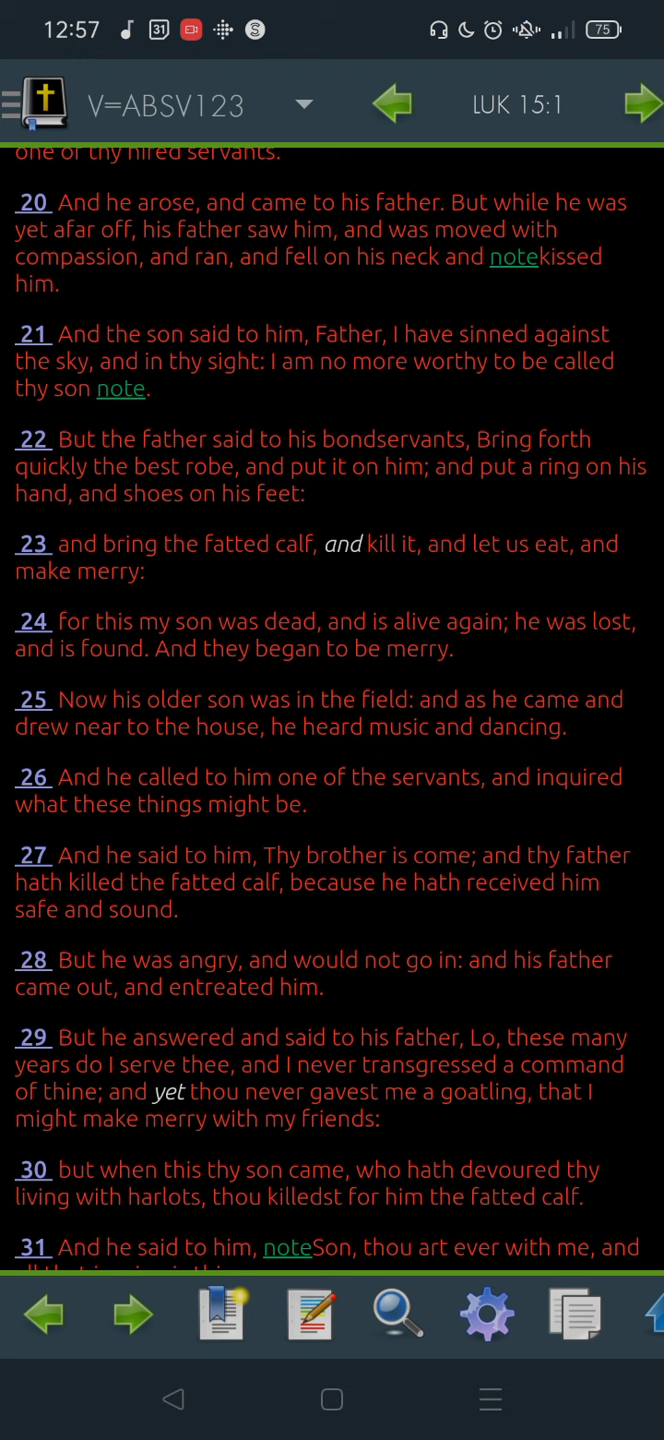 12:57
31
75
V=ABSV123
LUK 15:1
one of thy hired servants.
20 And he arose, and came to his father. But while he was
yet afar off, his father saw him, and was moved with
compassion, and ran, and fell on his neck and notekissed
him.
21 And the son said to him, Father, I have sinned against
the sky, and in thy sight: I am no more worthy to be called
thy son note.
22 But the father said to his bondservants, Bring forth
quickly the best robe, and put it on him; and put a ring on his
hand, and shoes on his feet:
23 and bring the fatted calf, and kill it, and let us eat, and
make merry:
24 for this my son was dead, and is alive again; he was lost,
and is found. And they began to be merry.
25 Now his older son was in the field: and as he came and
drew near to the house, he heard music and dancing.
26 And he called to him one of the servants, and inquired
what these things might be.
27 And he said to him, Thy brother is come; and thy father
hath killed the fatted calf, because he hath received him
safe and sound.
28 But he was angry, and would not go in: and his father
came out, and entreated him.
29 But he answered and said to his father, Lo, these many
years do I serve thee, and I never transgressed a command
of thine; and yet thou never gavest me a goatling, that I
might make merry with my friends:
30 but when this thy son came, who hath devoured thy
living with harlots, thou killedst for him the fatted calf.
31 And he said to him, noteSon, thou art ever with me, and